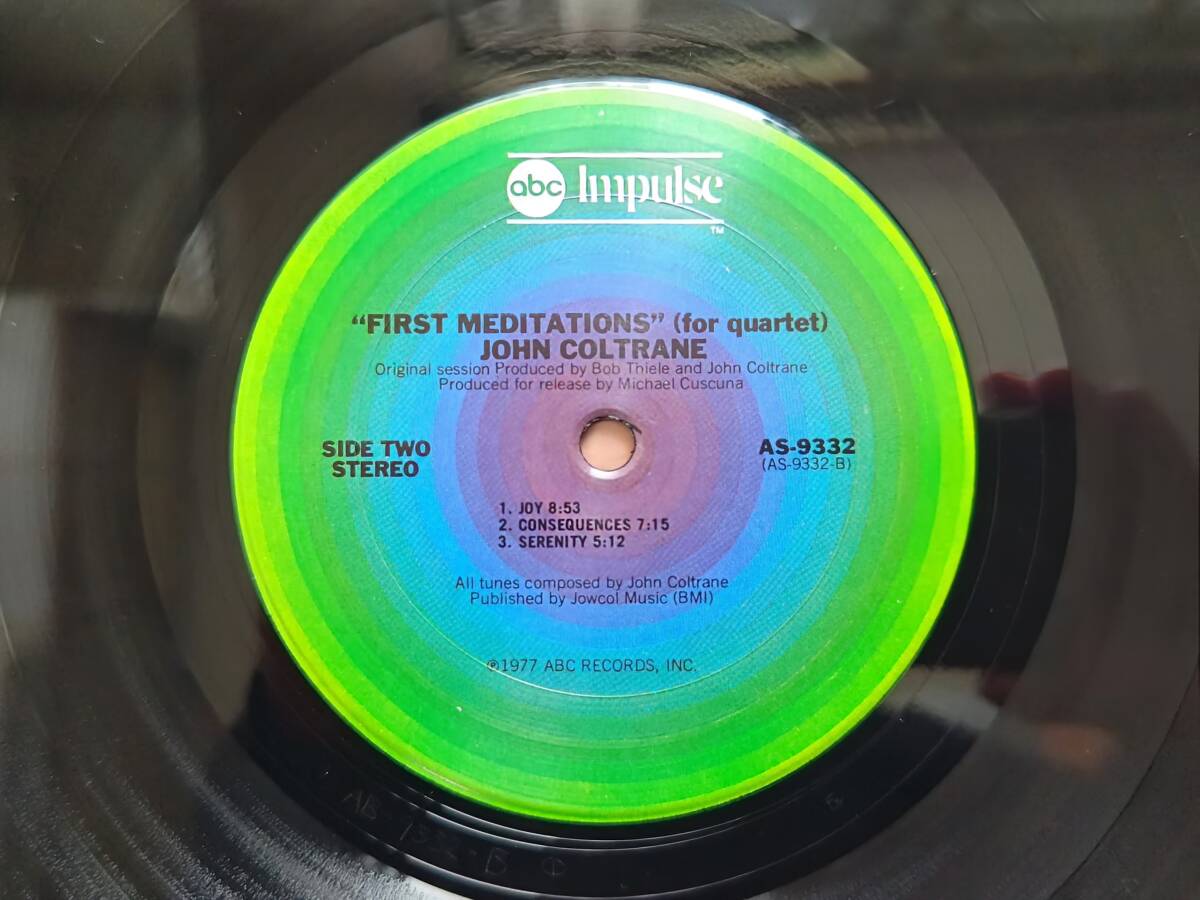 abc Impulse
TM
“FIRST MEDITATIONS” (for quartet)
JOHN COLTRANE
Original session Produced by Bob Thiele and John Coltrane
Produced for release by Michael Cuscuna
SIDE TWO
STEREO
AS-9332
(AS-9332-B)
1. JOY 8:53
2. CONSEQUENCES 7:15
3. SERENITY 5:12
All tunes composed by John Coltrane
Published by Jowcol Music (BMI)
℗1977 ABC RECORDS, INC.